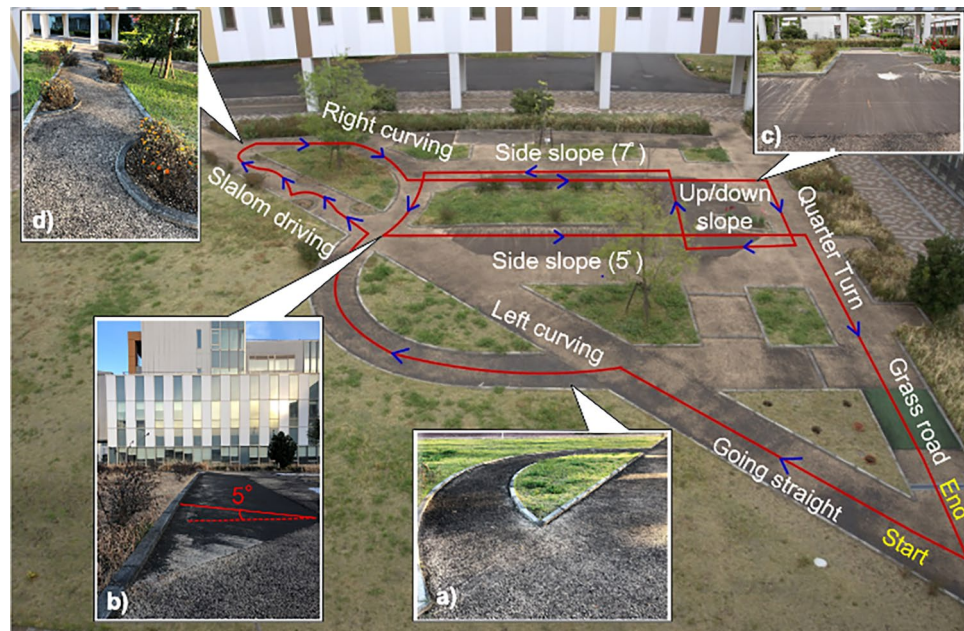 d)
c)
Right curving
Side slope (7°)
Up/down
slope
Slalom driving
Side slope (5°)
Quarter Turn
Left curving
Grass road
5°
Going straight
End
Start
b)
a)